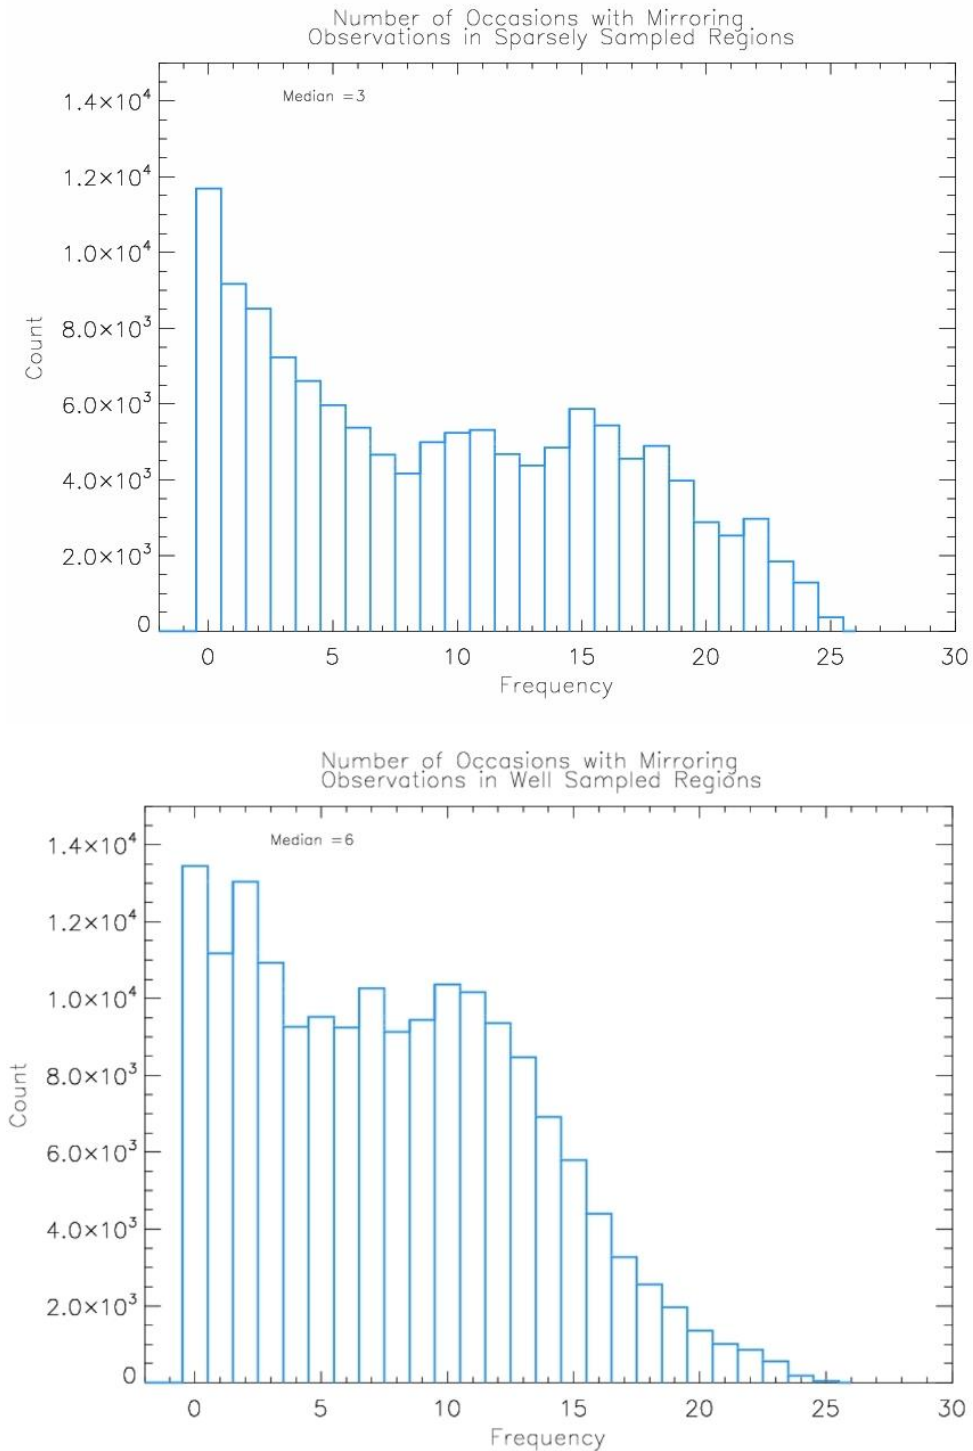 Number of Occasions with Mirroring
Observations in Sparsely Sampled Regions
Median =3
1.4×10⁴
1.2×10⁴
1.0×10⁴
8.0×10³
6.0×10³
4.0×10³
2.0×10³
0
Count
0 5 10 15 20 25 30
Frequency
Number of Occasions with Mirroring
Observations in Well Sampled Regions
Median =6
1.4×10⁴
1.2×10⁴
1.0×10⁴
8.0×10³
6.0×10³
4.0×10³
2.0×10³
0
Count
0 5 10 15 20 25 30
Frequency